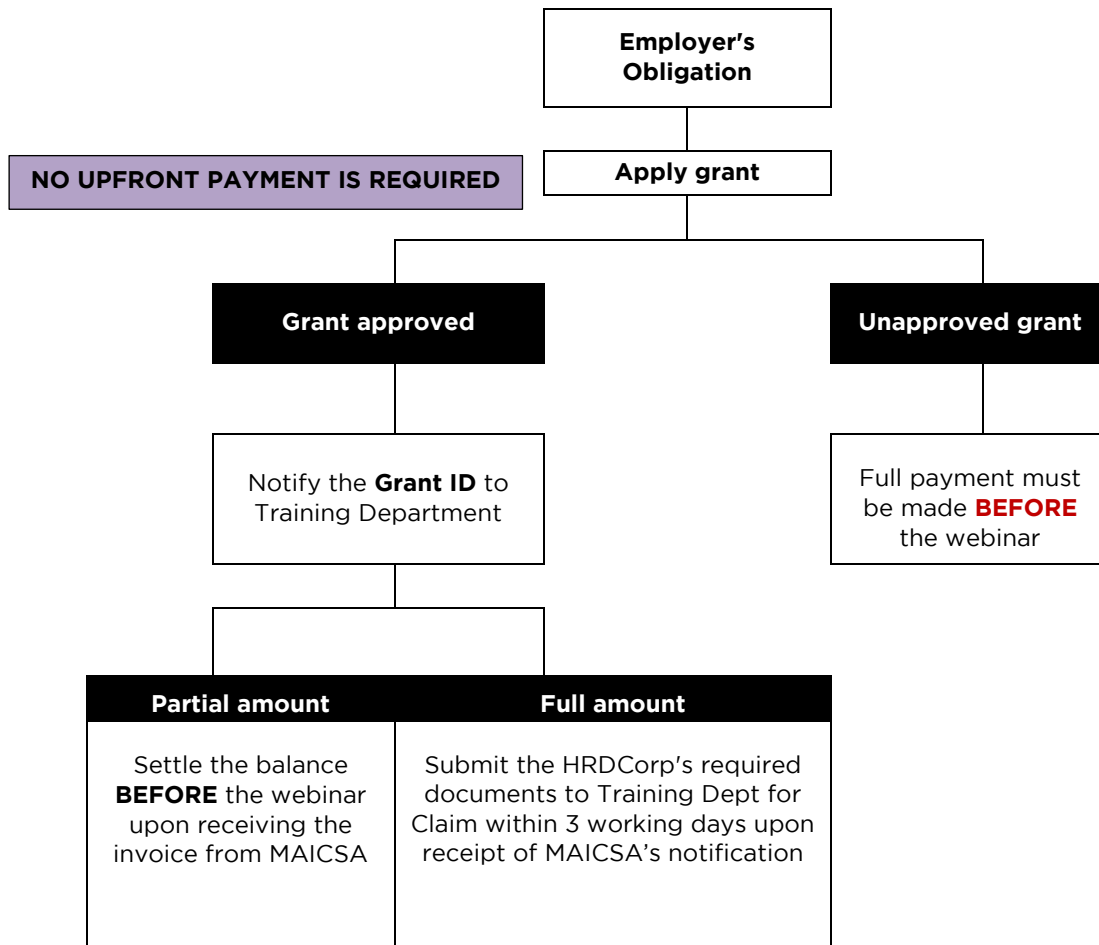 Employer's
Obligation
NO UPFRONT PAYMENT IS REQUIRED
Apply grant
Grant approved
Unapproved grant
Notify the Grant ID to
Training Department
Full payment must
be made BEFORE
the webinar
Partial amount
Full amount
Settle the balance
BEFORE the webinar
upon receiving the
invoice from MAICSA
Submit the HRDCorp's required
documents to Training Dept for
Claim within 3 working days upon
receipt of MAICSA’s notification